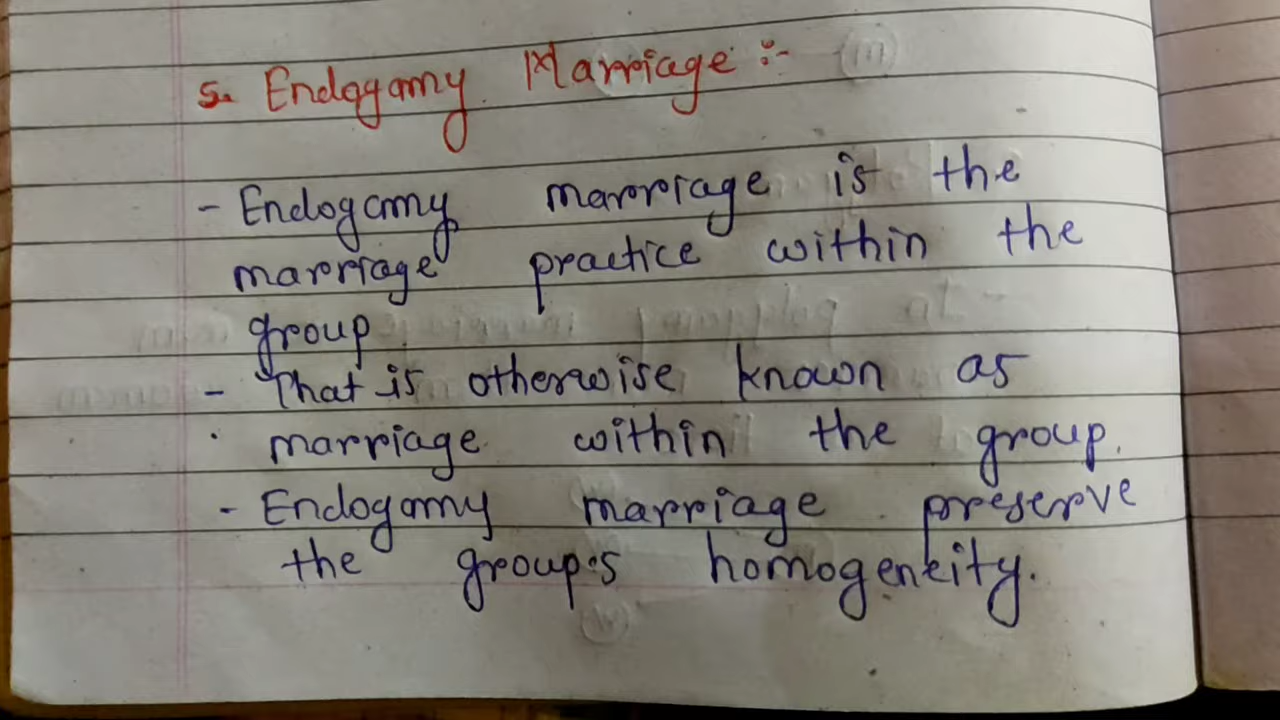 5. Endogamy Marriage :-
- Endogamy marriage is the
marriage practice within the
group.
- That is otherwise known as
marriage within the group.
- Endogamy marriage preserve
the group's homogeneity.